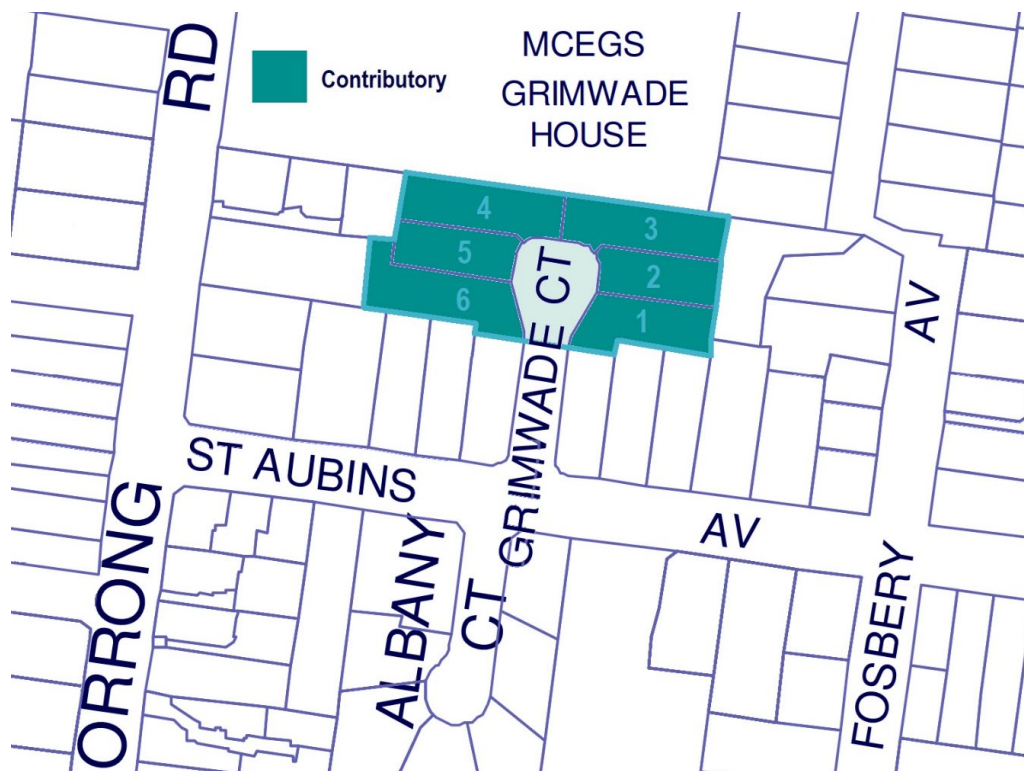 RD
Contributory
MCEGS
GRIMWADE
HOUSE
4
3
5
2
6
1
GRIMWADE CT
AV
ST AUBINS
AV
ALBANY
CT
ORRONG
FOSBERY